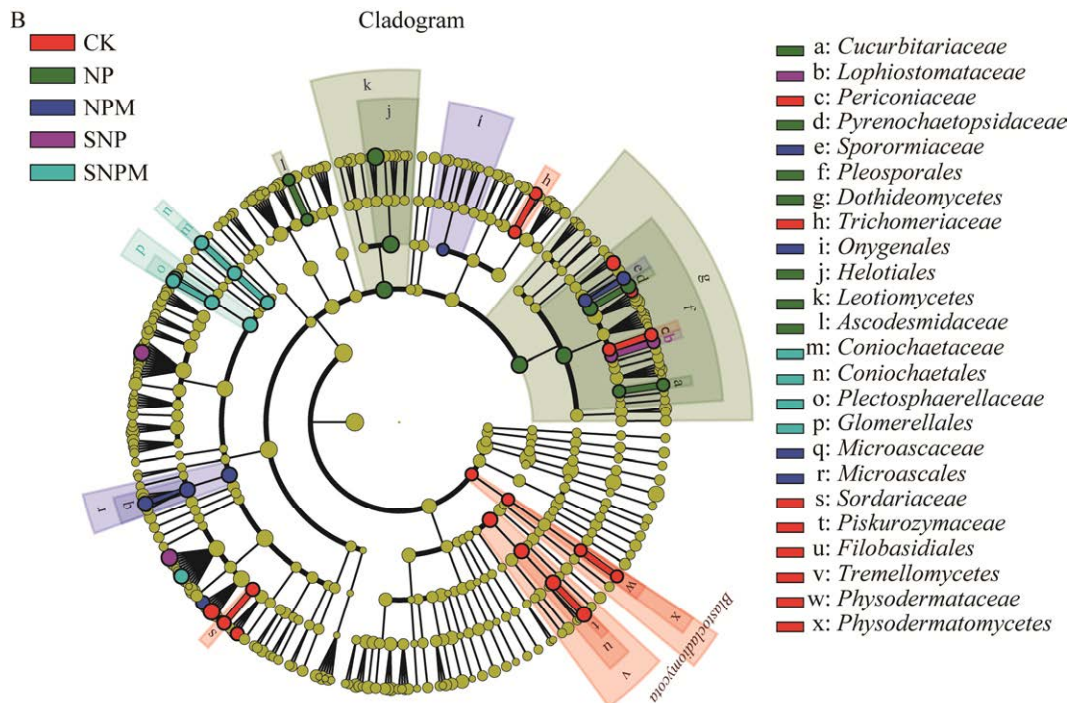 B
Cladogram
CK
NP
NPM
SNP
SNPM
k
j
i
l
h
n
m
p
o
e
d
g
f
c
b
a
r
q
s
t
u
v
w
x
Blastocladiomycota
a: Cucurbitariaceae
b: Lophiostomataceae
c: Periconiaceae
d: Pyrenochaetopsidaceae
e: Sporormiaceae
f: Pleosporales
g: Dothideomycetes
h: Trichomeriaceae
i: Onygenales
j: Helotiales
k: Leotiomycetes
l: Ascodesmidaceae
m: Coniochaetaceae
n: Coniochaetales
o: Plectosphaerellaceae
p: Glomerellales
q: Microascaceae
r: Microascales
s: Sordariaceae
t: Piskurozymaceae
u: Filobasidiales
v: Tremellomycetes
w: Physodermataceae
x: Physodermatomycetes